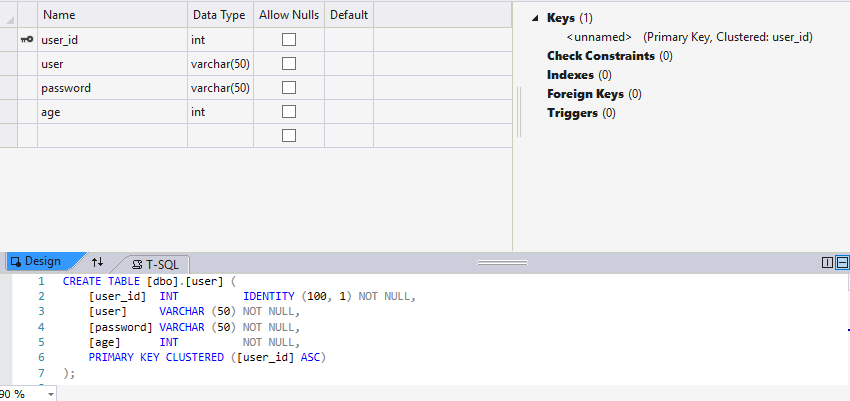 Name Data Type Allow Nulls Default
user_id int
user varchar(50)
password varchar(50)
age int
Keys (1)
<unnamed> (Primary Key, Clustered: user_id)
Check Constraints (0)
Indexes (0)
Foreign Keys (0)
Triggers (0)
Design T-SQL
1 CREATE TABLE [dbo].[user] (
2 [user_id] INT IDENTITY (100, 1) NOT NULL,
3 [user] VARCHAR (50) NOT NULL,
4 [password] VARCHAR (50) NOT NULL,
5 [age] INT NOT NULL,
6 PRIMARY KEY CLUSTERED ([user_id] ASC)
7 );
90 %